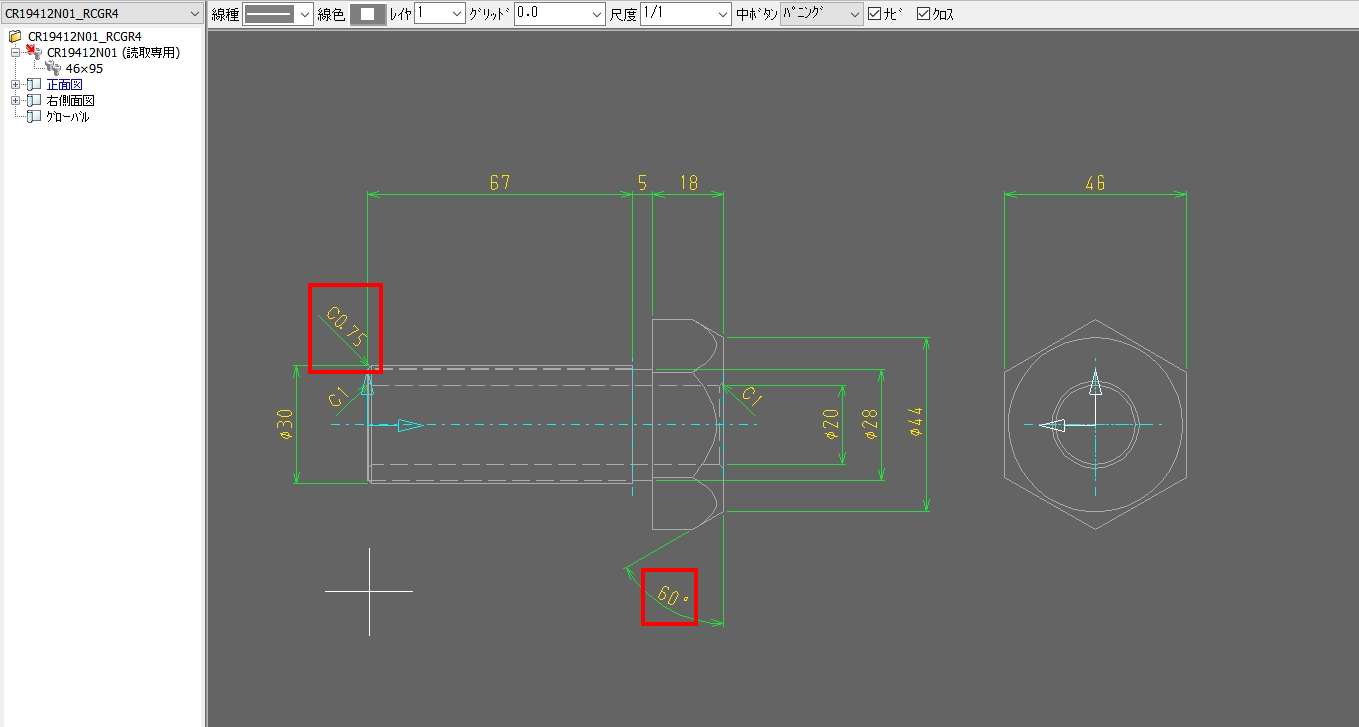 CR19412N01_RCGR4
線種
線色
ﾚｲﾔ 1
ｸﾞﾘｯﾄﾞ 0.0
尺度 1/1
中ﾎﾞﾀﾝ ﾊﾟﾆﾝｸﾞ
ﾅﾋﾞ
ｸﾛｽ
CR19412N01_RCGR4
CR19412N01 (読取専用)
46×95
正面図
右側面図
ｸﾞﾛｰﾊﾞﾙ
67
5
18
46
C0.75
C1
C1
φ30
φ20
φ28
φ44
60°